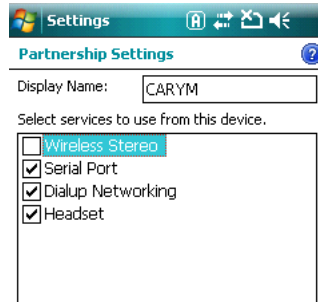 Settings
A
Partnership Settings
?
Display Name: CARYM
Select services to use from this device.
Wireless Stereo
Serial Port
Dialup Networking
Headset